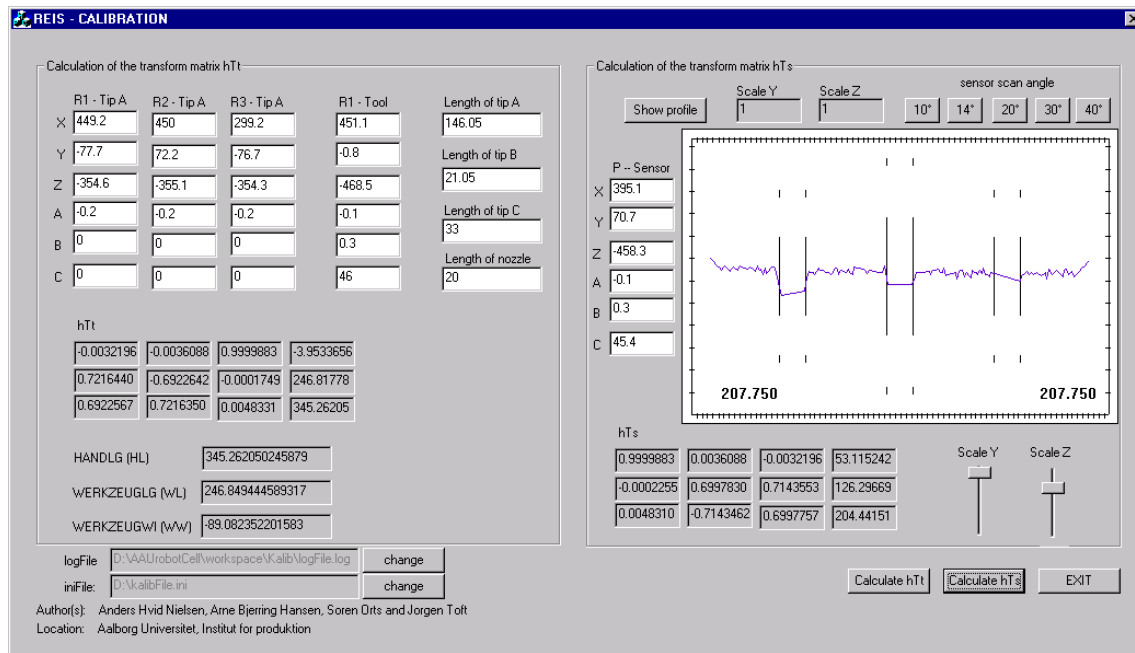 REIS - CALIBRATION
Calculation of the transform matrix hTt
R1 - Tip A R2 - Tip A R3 - Tip A R1 - Tool Length of tip A
X 449.2 450 299.2 451.1 146.05
Y -77.7 72.2 -76.7 -0.8 Length of tip B
21.05
Z -354.6 -355.1 -354.3 -468.5
A -0.2 -0.2 -0.2 -0.1 Length of tip C
33
B 0 0 0 0.3
Length of nozzle
C 0 0 0 46 20
hTt
-0.0032196 -0.0036088 0.9999883 -3.9533656
0.7216440 -0.6922642 -0.0001749 246.81778
0.6922567 0.7216350 0.0048331 345.26205
HANDLG (HL) 345.262050245879
WERKZEUGLG (WL) 246.849444589317
WERKZEUGWI (WW) -89.082352201583
Calculation of the transform matrix hTs
Scale Y Scale Z sensor scan angle
Show profile 1 1 10° 14° 20° 30° 40°
P -- Sensor
X 395.1
Y 70.7
Z -458.3
A -0.1
B 0.3
C 45.4
207.750 207.750
hTs
0.9999883 0.0036088 -0.0032196 53.115242
-0.0002255 0.6997830 0.7143553 126.29669
0.0048310 -0.7143462 0.6997757 204.44151
Scale Y Scale Z
logFile D:\AAUrobotCell\workspace\Kalib\logFile.log change
iniFile: D:\kalibFile.ini change
Calculate hTt Calculate hTs EXIT
Author(s): Anders Hvid Nielsen, Arne Bjerring Hansen, Soren Orts and Jorgen Toft
Location: Aalborg Universitet, Institut for produktion